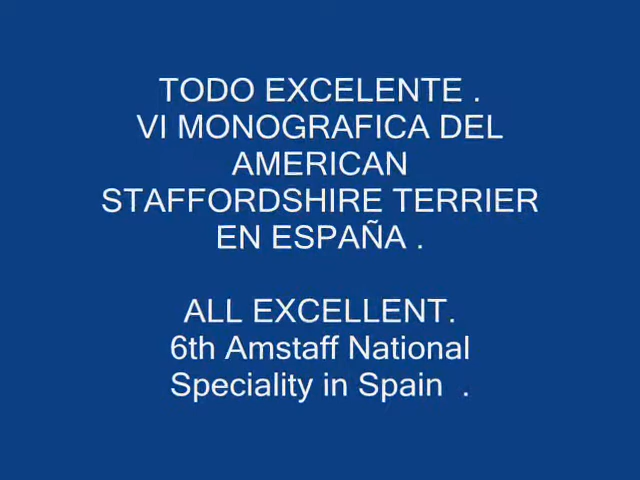 TODO EXCELENTE .
VI MONOGRAFICA DEL
AMERICAN
STAFFORDSHIRE TERRIER
EN ESPAÑA .
ALL EXCELLENT.
6th Amstaff National
Speciality in Spain .